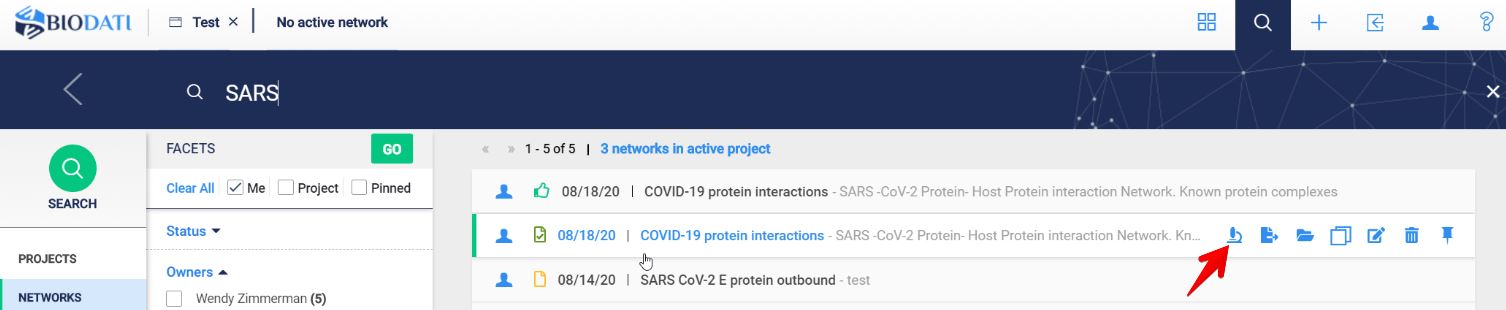 BIODATI
Test × No active network
SARS
FACETS GO
« » 1 - 5 of 5 | 3 networks in active project
Clear All Me Project Pinned
SEARCH
08/18/20 | COVID-19 protein interactions - SARS -CoV-2 Protein- Host Protein interaction Network. Known protein complexes
Status
08/18/20 | COVID-19 protein interactions - SARS -CoV-2 Protein- Host Protein interaction Network. Kn...
PROJECTS
Owners
08/14/20 | SARS CoV-2 E protein outbound - test
NETWORKS
Wendy Zimmerman (5)